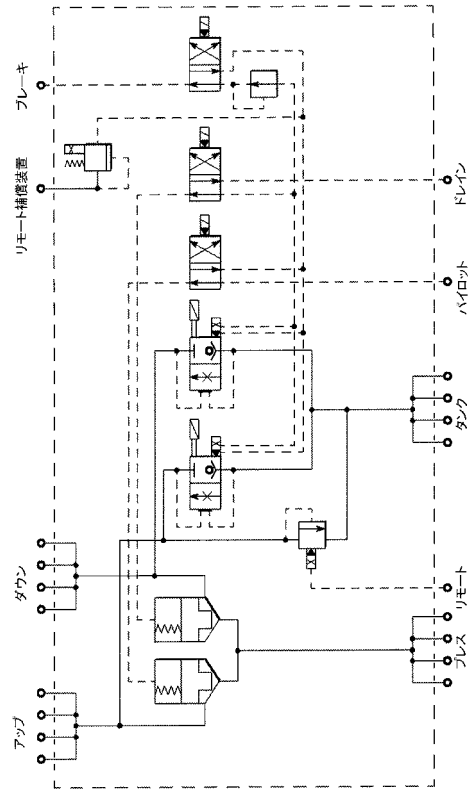 ブレーキ
リモート補償装置
ダウン
アップ
ドレイン
パイロット
タンク
リモート
プレス